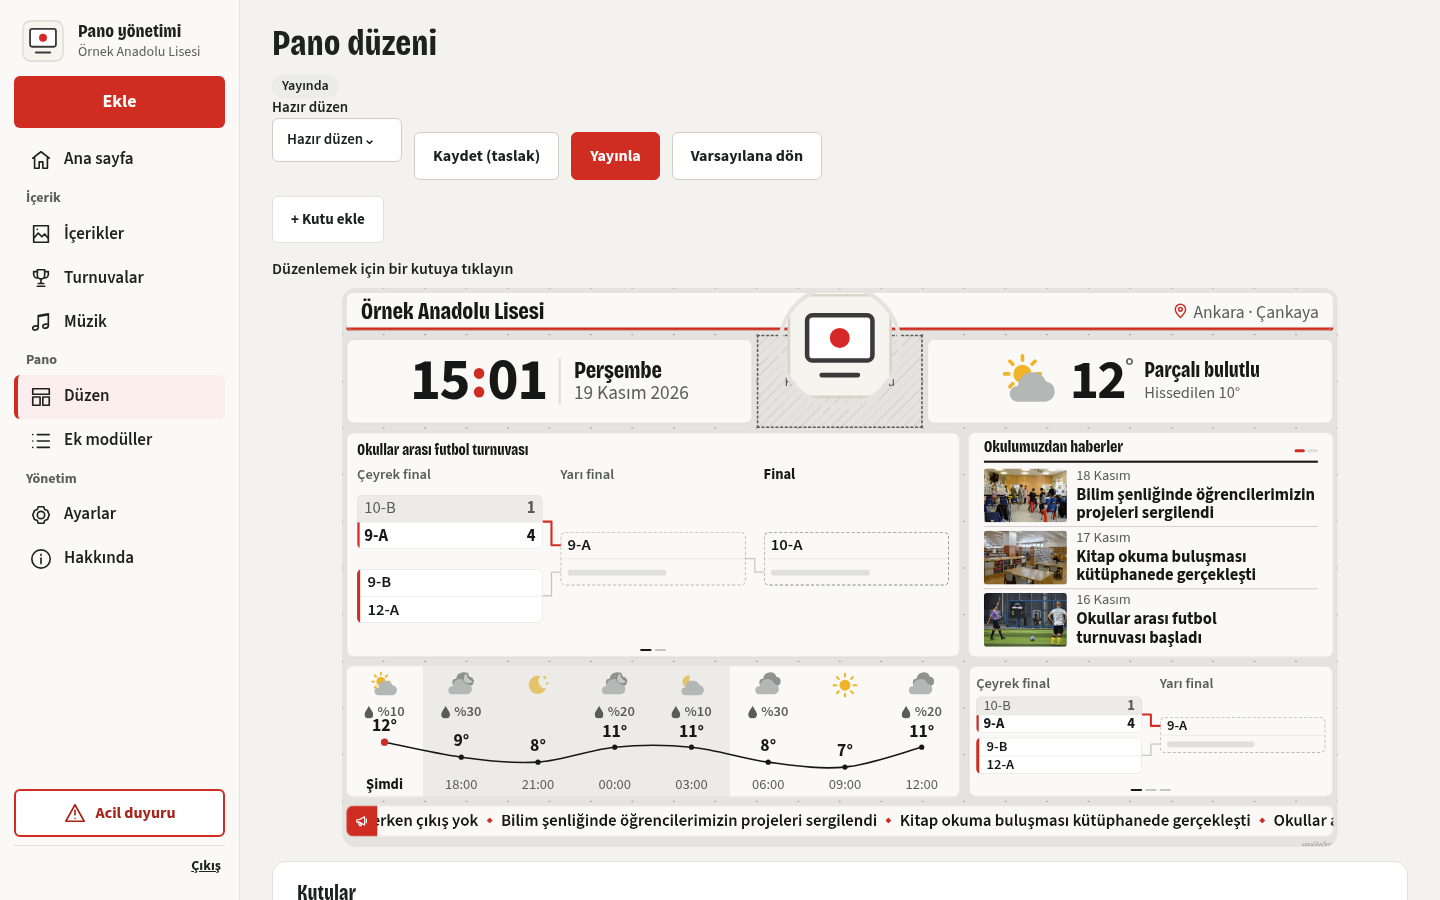 Pano yönetimi
Örnek Anadolu Lisesi
Ekle
Ana sayfa
İçerik
İçerikler
Turnuvalar
Müzik
Pano
Düzen
Ek modüller
Yönetim
Ayarlar
Hakkında
Acil duyuru
Çıkış
Pano düzeni
Yayında
Hazır düzen
Hazır düzen
Kaydet (taslak)
Yayınla
Varsayılana dön
+ Kutu ekle
Düzenlemek için bir kutuya tıklayın
Örnek Anadolu Lisesi
Ankara · Çankaya
15:01
Perşembe
19 Kasım 2026
12°
Parçalı bulutlu
Hissedilen 10°
Okullar arası futbol turnuvası
Çeyrek final
Yarı final
Final
10-B 1
9-A 4
9-B
12-A
9-A
10-A
Okulumuzdan haberler
18 Kasım
Bilim şenliğinde öğrencilerimizin
projeleri sergilendi
17 Kasım
Kitap okuma buluşması
kütüphanede gerçekleşti
16 Kasım
Okullar arası futbol
turnuvası başladı
%10 %30 %20 %10 %30 %20
12° 9° 8° 11° 11° 8° 7° 11°
Şimdi 18:00 21:00 00:00 03:00 06:00 09:00 12:00
Çeyrek final
Yarı final
10-B 1
9-A 4
9-B
12-A
9-A
erken çıkış yok • Bilim şenliğinde öğrencilerimizin projeleri sergilendi • Kitap okuma buluşması kütüphanede gerçekleşti • Okullar
Kutular